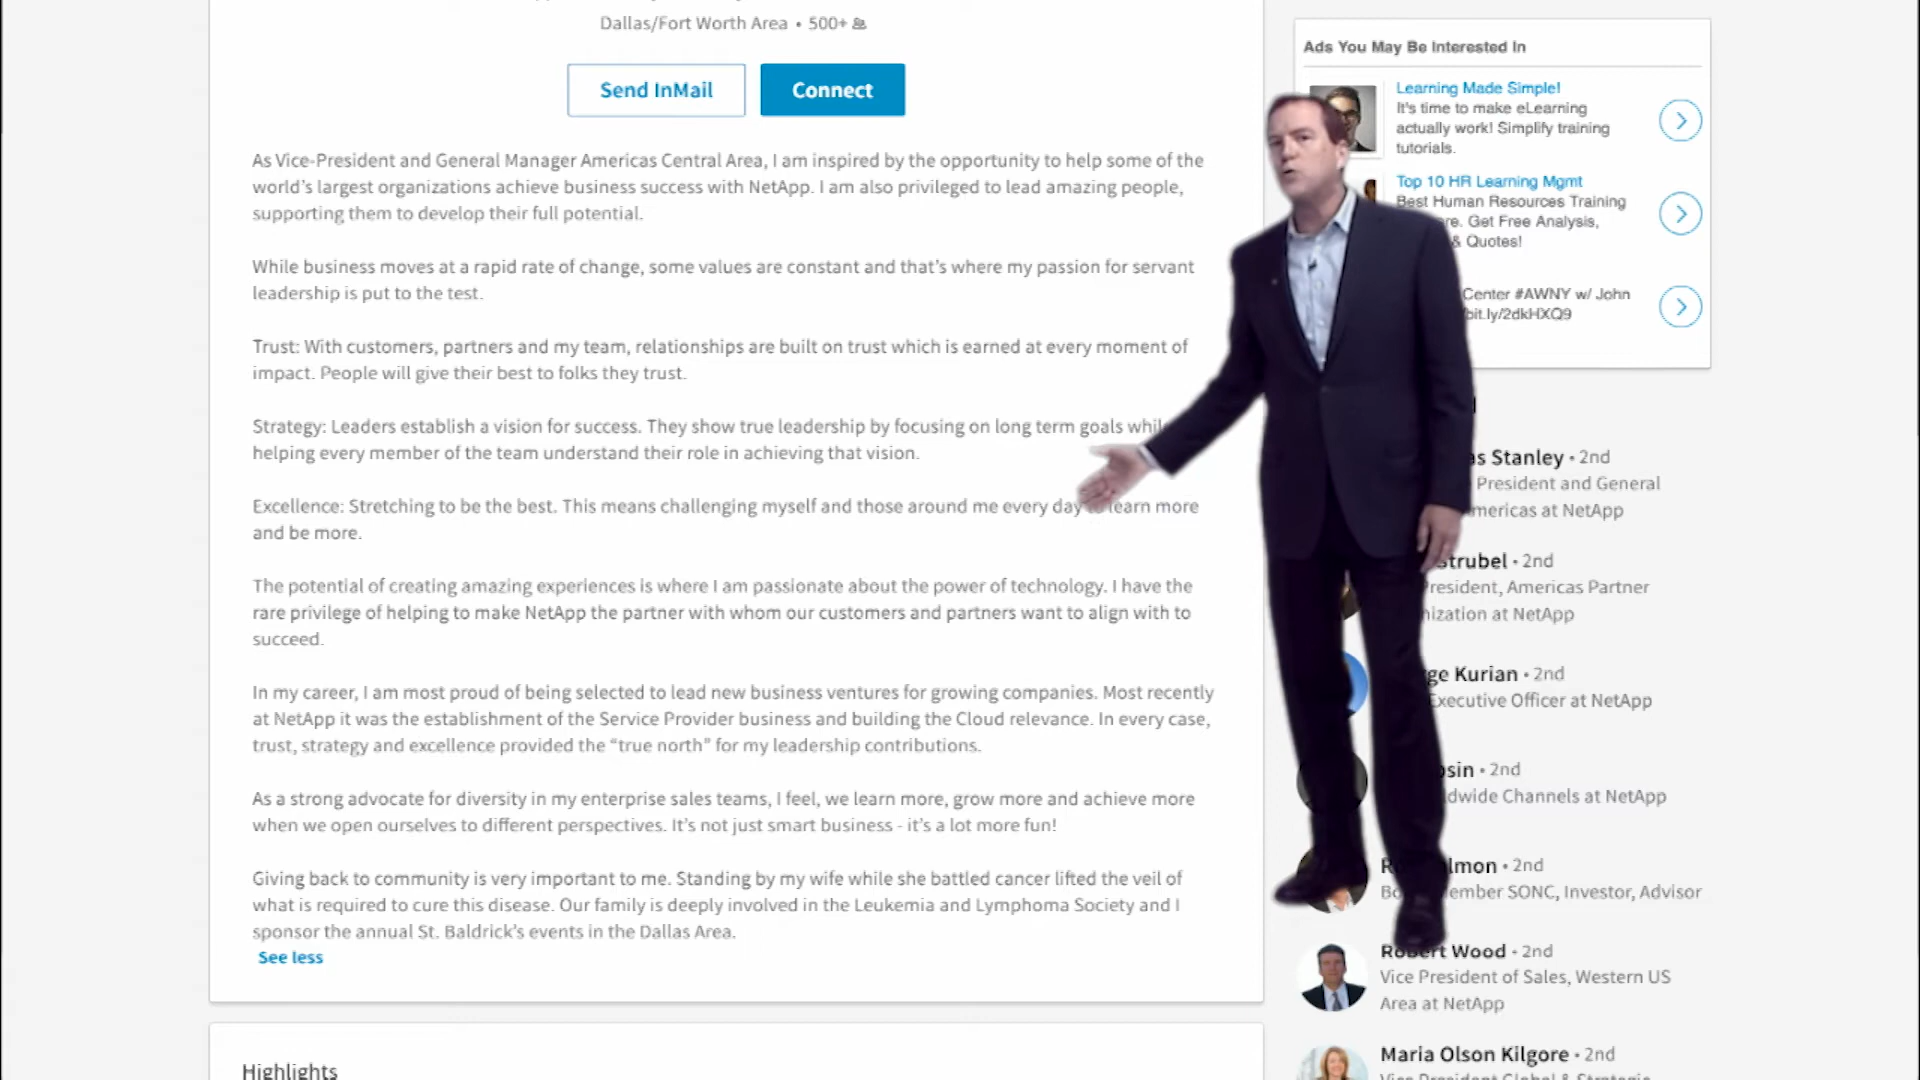 Dallas/Fort Worth Area • 500+
Send InMail
Connect
As Vice-President and General Manager Americas Central Area, I am inspired by the opportunity to help some of the
world's largest organizations achieve business success with NetApp. I am also privileged to lead amazing people,
supporting them to develop their full potential.
While business moves at a rapid rate of change, some values are constant and that's where my passion for servant
leadership is put to the test.
Trust: With customers, partners and my team, relationships are built on trust which is earned at every moment of
impact. People will give their best to folks they trust.
Strategy: Leaders establish a vision for success. They show true leadership by focusing on long term goals
helping every member of the team understand their role in achieving that vision.
Excellence: Stretching to be the best. This means challenging myself and those around me every day learn more
and be more.
The potential of creating amazing experiences is where I am passionate about the power of technology. I have the
rare privilege of helping to make NetApp the partner with whom our customers and partners want to align with to
succeed.
In my career, I am most proud of being selected to lead new business ventures for growing companies. Most recently
at NetApp it was the establishment of the Service Provider business and building the Cloud relevance. In every case,
trust, strategy and excellence provided the “true north” for my leadership contributions.
As a strong advocate for diversity in my enterprise sales teams, I feel, we learn more, grow more and achieve more
when we open ourselves to different perspectives. It's not just smart business - it's a lot more fun!
Giving back to community is very important to me. Standing by my wife while she battled cancer lifted the veil of
what is required to cure this disease. Our family is deeply involved in the Leukemia and Lymphoma Society and I
sponsor the annual St. Baldrick's events in the Dallas Area.
See less
Highlights
Ads You May Be Interested In
Learning Made Simple!
It's time to make eLearning
actually work! Simplify training
tutorials.
Top 10 HR Learning Mgmt
Best Human Resources Training
Get Free Analysis,
& Quotes!
Center #AWNY w/ John
bit.ly/2dkHXQ9
Stanley • 2nd
President and General
at NetApp
• 2nd
Americas Partner
at NetApp
Kurian • 2nd
Executive Officer at NetApp
• 2nd
Channels at NetApp
• 2nd
SONC, Investor, Advisor
Robert Wood • 2nd
Vice President of Sales, Western US
Area at NetApp
Maria Olson Kilgore • 2nd
Vice President Global & Strategic